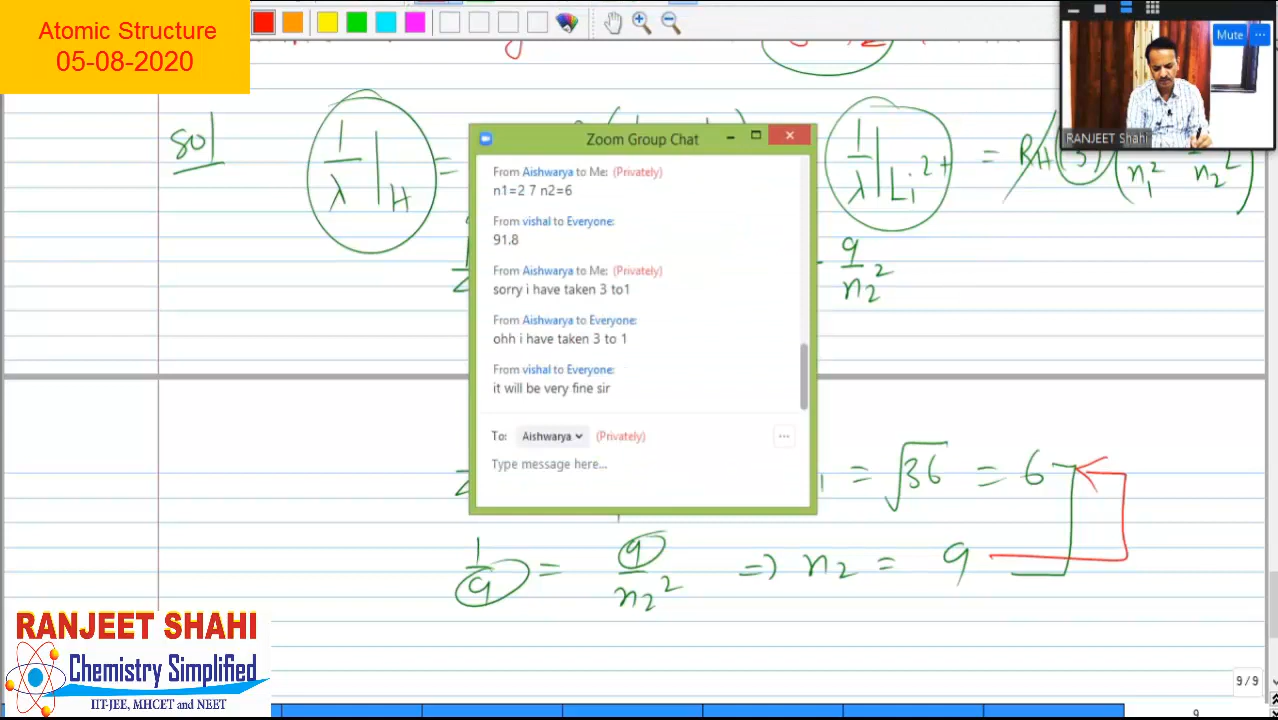 Atomic Structure
05-08-2020
Mute
RANJEET Shahi
Sol
1/λ|H =
1/λ|Li2+ = RH (3) (n1² n2²)
9/n2²
Zoom Group Chat
From Aishwarya to Me: (Privately)
n1=2 7 n2=6
From vishal to Everyone:
91.8
From Aishwarya to Me: (Privately)
sorry i have taken 3 to1
From Aishwarya to Everyone:
ohh i have taken 3 to 1
From vishal to Everyone:
it will be very fine sir
To: Aishwarya (Privately)
Type message here...
= √36 = 6
1/9 = 9/n2² => n2 = 9
RANJEET SHAHI
Chemistry Simplified
IIT-JEE, MHCET and NEET
9/9
9